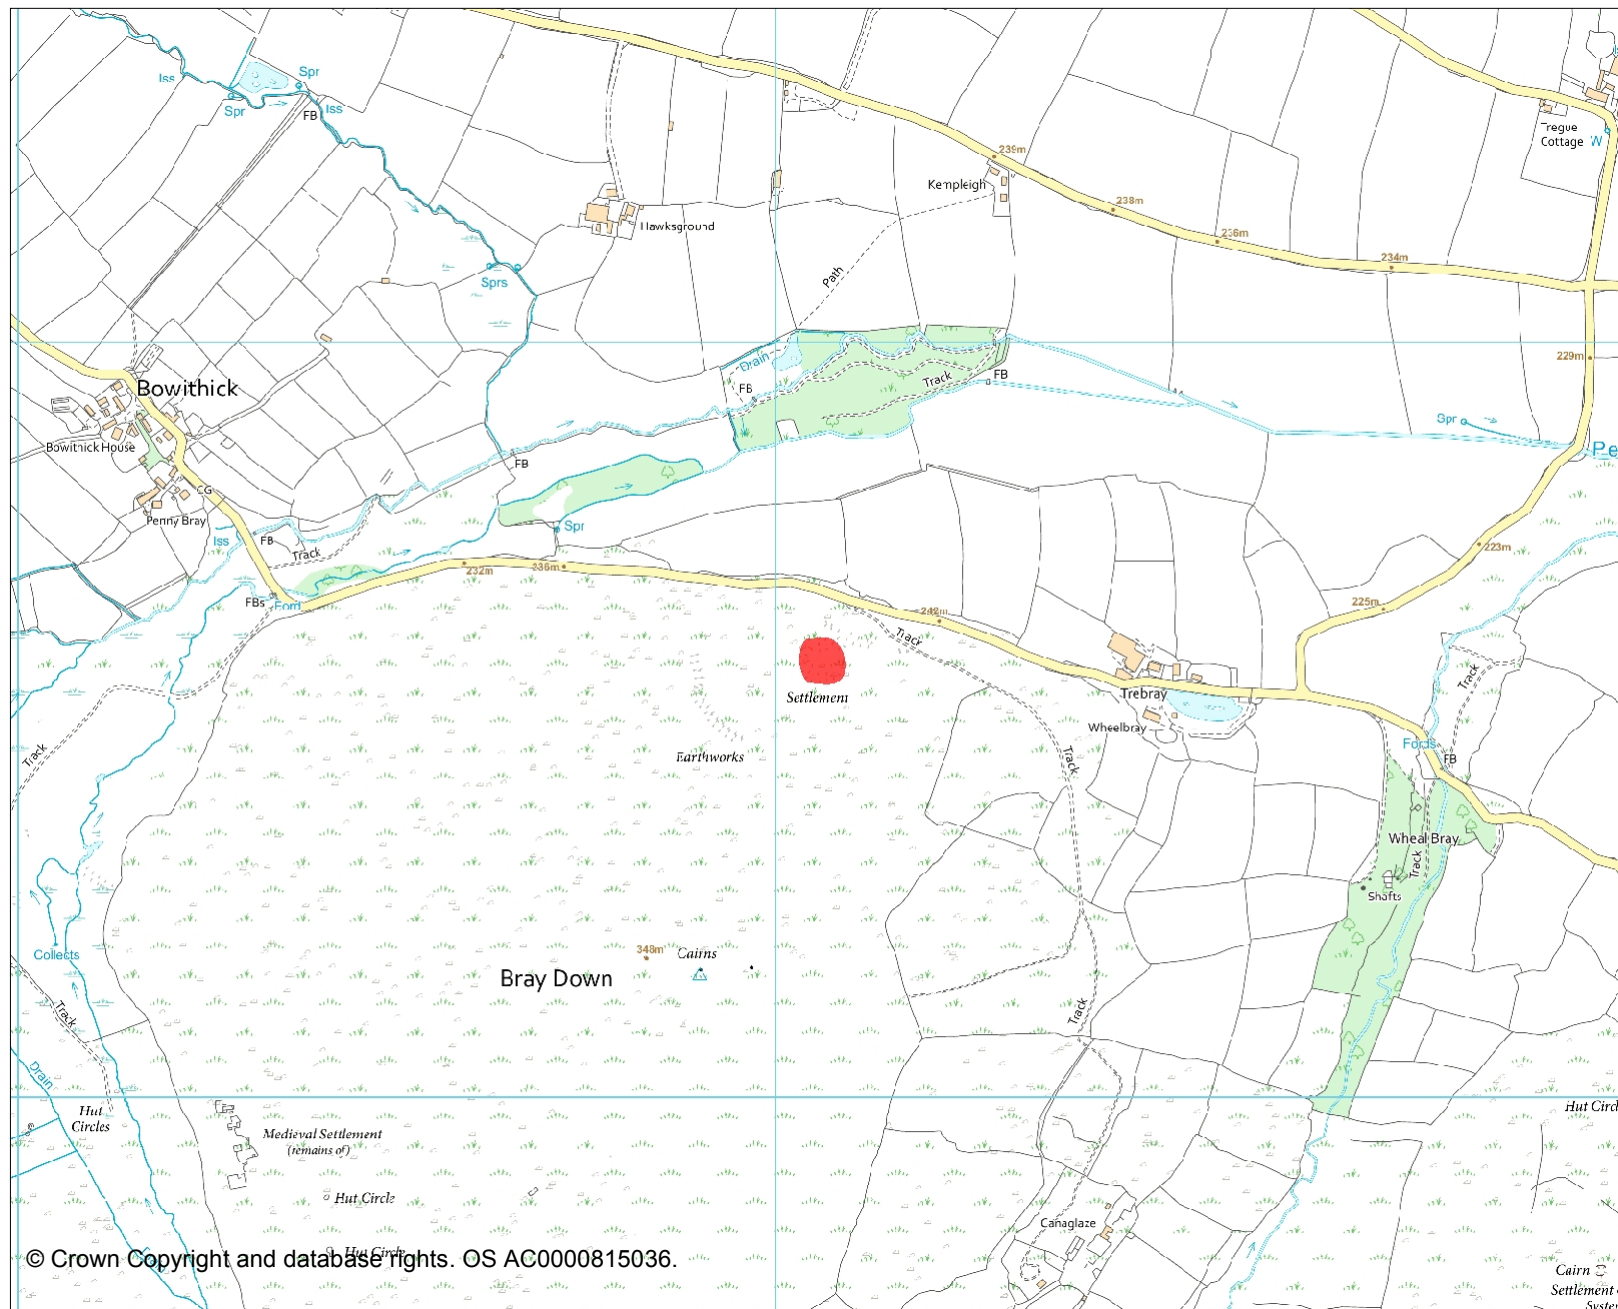 Iss
Spr
Spr
Iss
FB
239m
Tregue
Cottage
W
Kempleigh
238m
Hawksground
236m
234m
Sprs
Path
229m
Drain
Bowithick
FB
Track
FB
Spr
Bowithick House
FB
CG
Penny Bray
Spr
Iss
FB
Track
223m
232m
236m
FBs
Ford
225m
242m
Track
Track
Settlement
Trebray
Wheelbray
Fords
FB
Track
Earthworks
Track
Wheal Bray
Track
Shafts
348m
Cairns
Collects
Bray Down
Track
Track
Drain
Hut
Circles
Hut Circl
Medieval Settlement
(remains of)
Hut Circle
Canaglaze
Hut Circle
© Crown Copyright and database rights. OS AC0000815036.
Cairn
Settlement
Syste